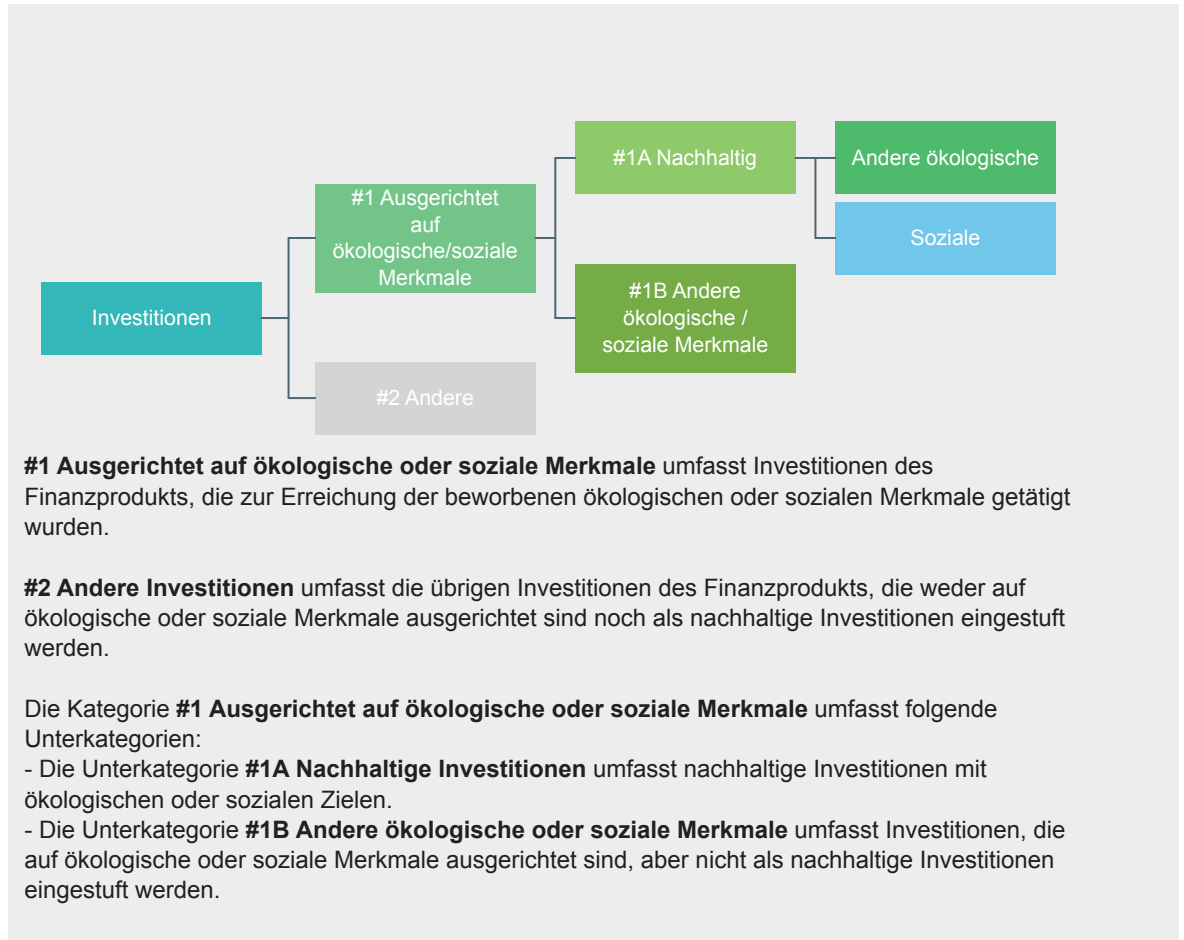 #1A Nachhaltig
Andere ökologische
#1 Ausgerichtet
auf
ökologische/soziale
Merkmale
Soziale
#1B Andere
ökologische /
soziale Merkmale
Investitionen
#2 Andere
#1 Ausgerichtet auf ökologische oder soziale Merkmale umfasst Investitionen des
Finanzprodukts, die zur Erreichung der beworbenen ökologischen oder sozialen Merkmale getätigt
wurden.
#2 Andere Investitionen umfasst die übrigen Investitionen des Finanzprodukts, die weder auf
ökologische oder soziale Merkmale ausgerichtet sind noch als nachhaltige Investitionen eingestuft
werden.
Die Kategorie #1 Ausgerichtet auf ökologische oder soziale Merkmale umfasst folgende
Unterkategorien:
- Die Unterkategorie #1A Nachhaltige Investitionen umfasst nachhaltige Investitionen mit
ökologischen oder sozialen Zielen.
- Die Unterkategorie #1B Andere ökologische oder soziale Merkmale umfasst Investitionen, die
auf ökologische oder soziale Merkmale ausgerichtet sind, aber nicht als nachhaltige Investitionen
eingestuft werden.